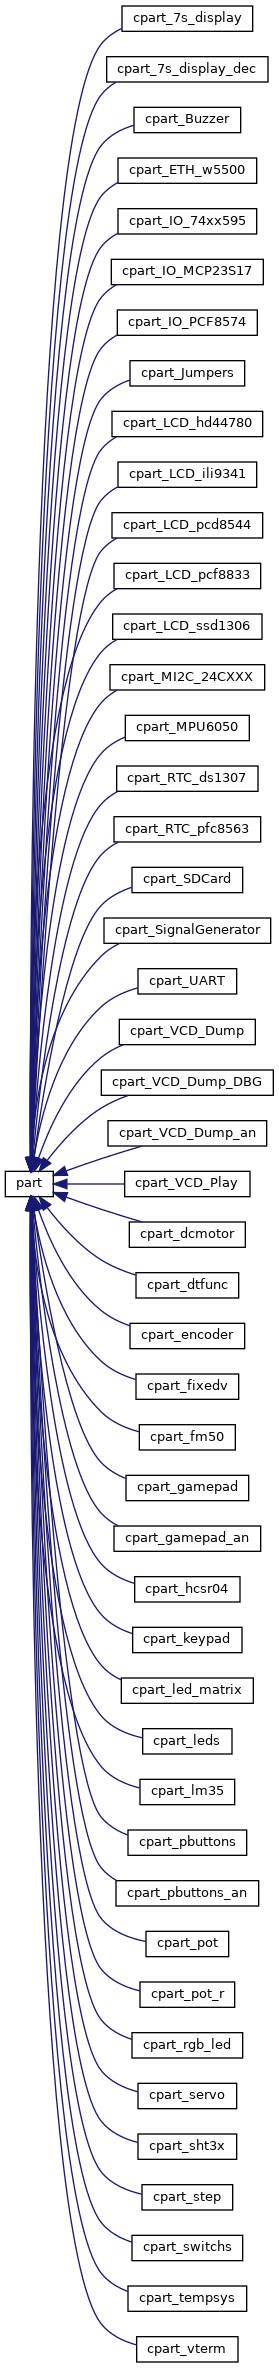 cpart_7s_display
cpart_7s_display_dec
cpart_Buzzer
cpart_ETH_w5500
cpart_IO_74xx595
cpart_IO_MCP23S17
cpart_IO_PCF8574
cpart_Jumpers
cpart_LCD_hd44780
cpart_LCD_ili9341
cpart_LCD_pcd8544
cpart_LCD_pcf8833
cpart_LCD_ssd1306
cpart_MI2C_24CXXX
cpart_MPU6050
cpart_RTC_ds1307
cpart_RTC_pfc8563
cpart_SDCard
cpart_SignalGenerator
cpart_UART
cpart_VCD_Dump
cpart_VCD_Dump_DBG
cpart_VCD_Dump_an
part
cpart_VCD_Play
cpart_dcmotor
cpart_dtfunc
cpart_encoder
cpart_fixedv
cpart_fm50
cpart_gamepad
cpart_gamepad_an
cpart_hcsr04
cpart_keypad
cpart_led_matrix
cpart_leds
cpart_lm35
cpart_pbuttons
cpart_pbuttons_an
cpart_pot
cpart_pot_r
cpart_rgb_led
cpart_servo
cpart_sht3x
cpart_step
cpart_switchs
cpart_tempsys
cpart_vterm